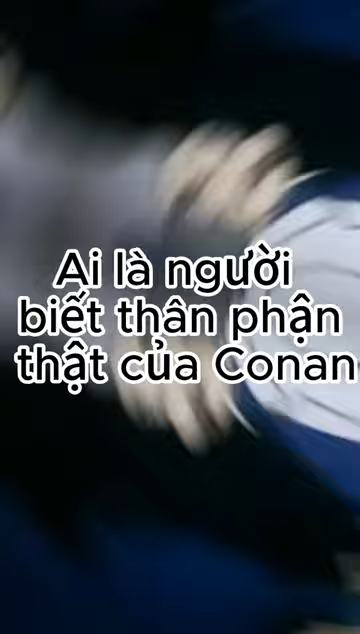 Ai là người
biết thân phận
thật của Conan